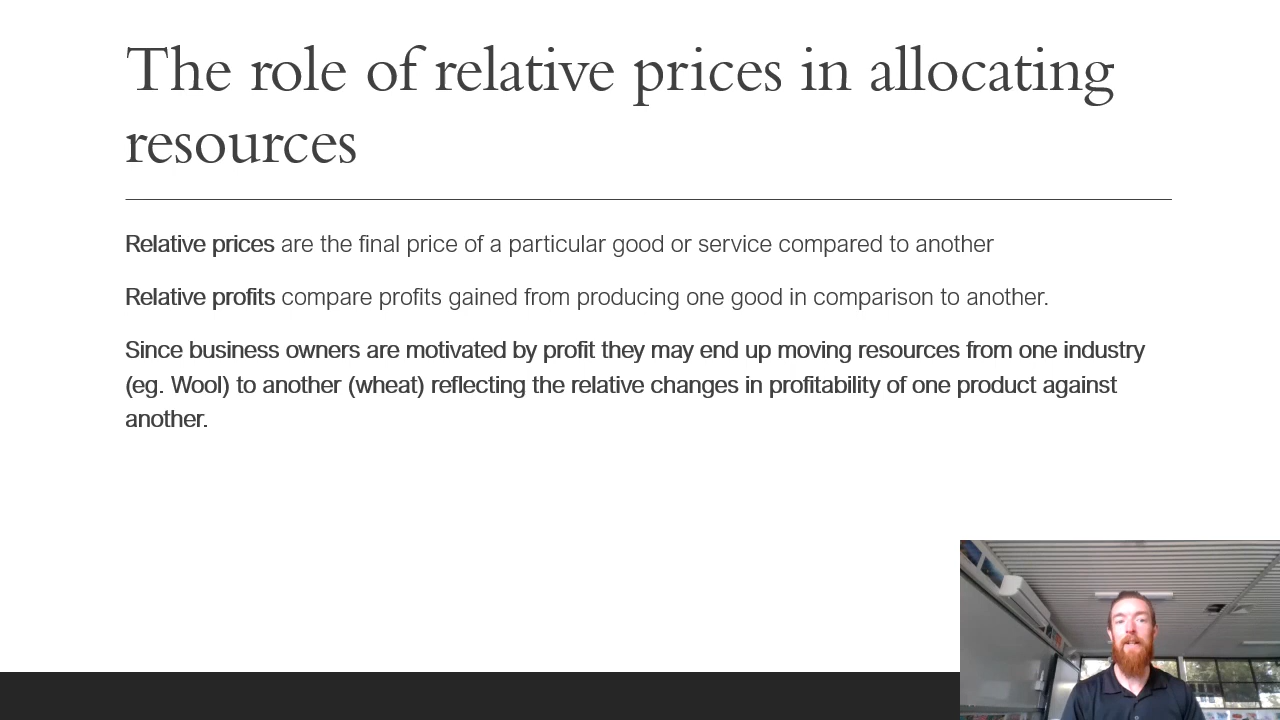 The role of relative prices in allocating
resources
Relative prices are the final price of a particular good or service compared to another
Relative profits compare profits gained from producing one good in comparison to another.
Since business owners are motivated by profit they may end up moving resources from one industry
(eg. Wool) to another (wheat) reflecting the relative changes in profitability of one product against
another.